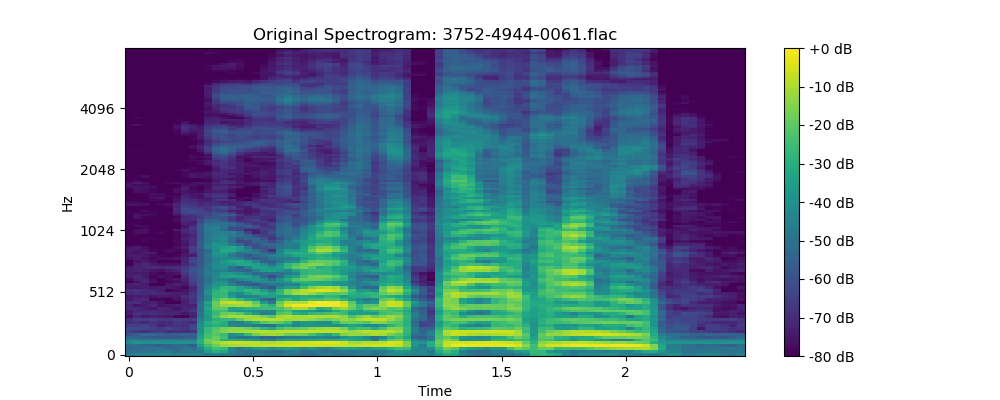 Original Spectrogram: 3752-4944-0061.flac
+0 dB
4096
-10 dB
-20 dB
2048
-30 dB
Hz
-40 dB
1024
-50 dB
512
-60 dB
-70 dB
0
-80 dB
0
0.5
1
1.5
2
Time